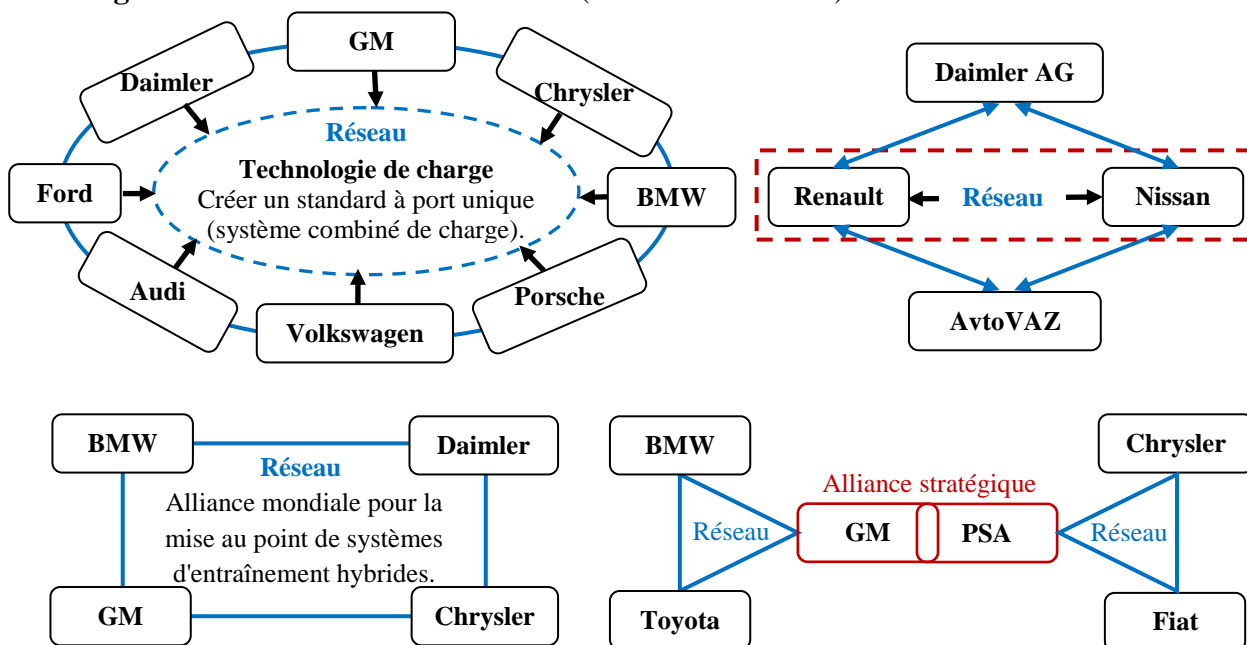 GM
Daimler
Chrysler
Réseau
Technologie de charge
Créer un standard à port unique
(système combiné de charge).
Ford
BMW
Audi
Porsche
Volkswagen
Daimler AG
Renault
Réseau
Nissan
AvtoVAZ
BMW
Daimler
Réseau
Alliance mondiale pour la
mise au point de systèmes
d'entraînement hybrides.
GM
Chrysler
BMW
Chrysler
Alliance stratégique
Réseau
GM
PSA
Réseau
Toyota
Fiat